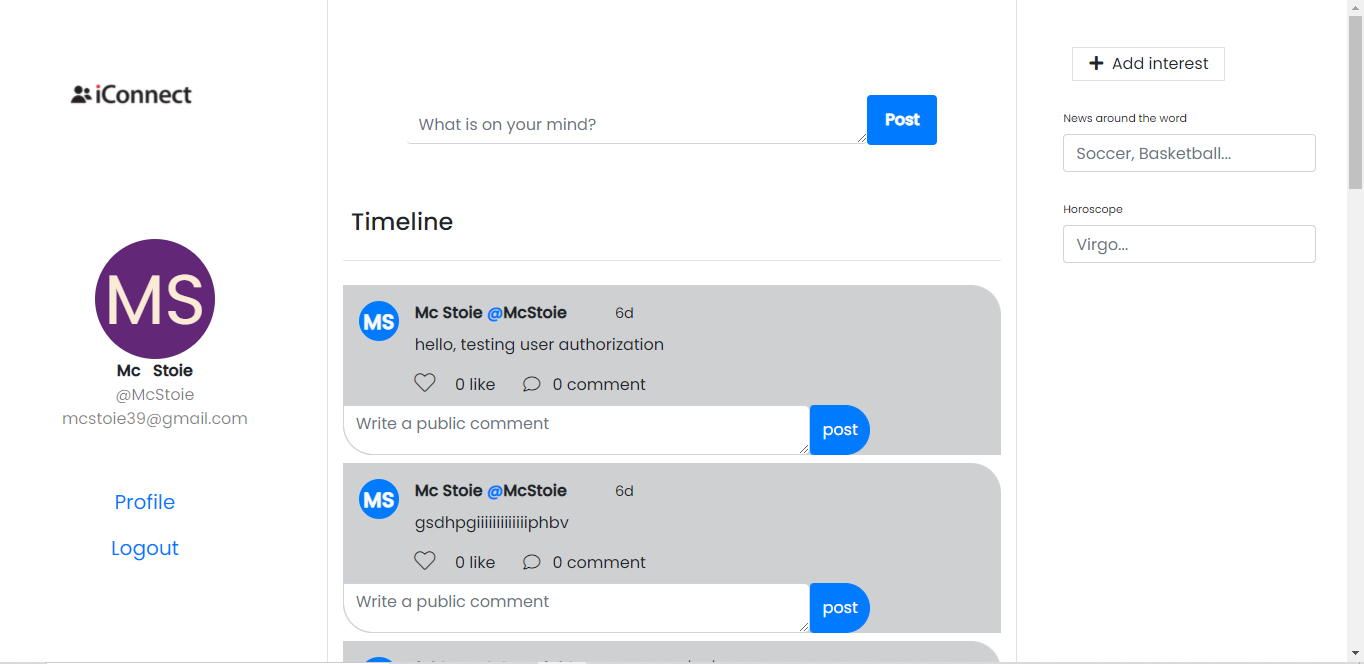 iConnect
MS
Mc Stoie
@McStoie
mcstoie39@gmail.com
Profile
Logout
What is on your mind?
Post
Timeline
MS
Mc Stoie @McStoie 6d
hello, testing user authorization
0 like 0 comment
Write a public comment
post
MS
Mc Stoie @McStoie 6d
gsdhpgiiiiiiiiiiiiiphbv
0 like 0 comment
Write a public comment
post
Add interest
News around the word
Soccer, Basketball...
Horoscope
Virgo...